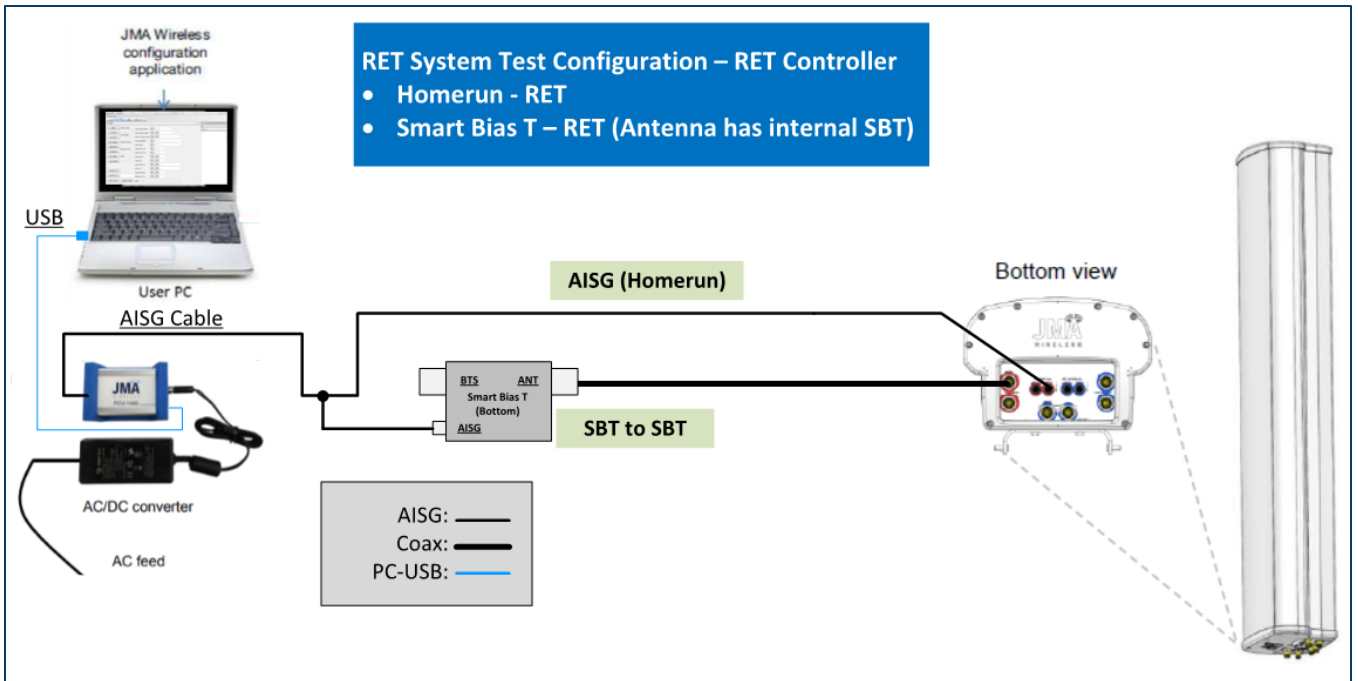 JMA Wireless
configuration
application
RET System Test Configuration – RET Controller
• Homerun - RET
• Smart Bias T – RET (Antenna has internal SBT)
USB
User PC
AISG Cable
AISG (Homerun)
Bottom view
JMA
WIRELESS
JMA
BTS ANT
Smart Bias T
(Bottom)
AISG
SBT to SBT
AC/DC converter
AC feed
AISG:
Coax:
PC-USB: